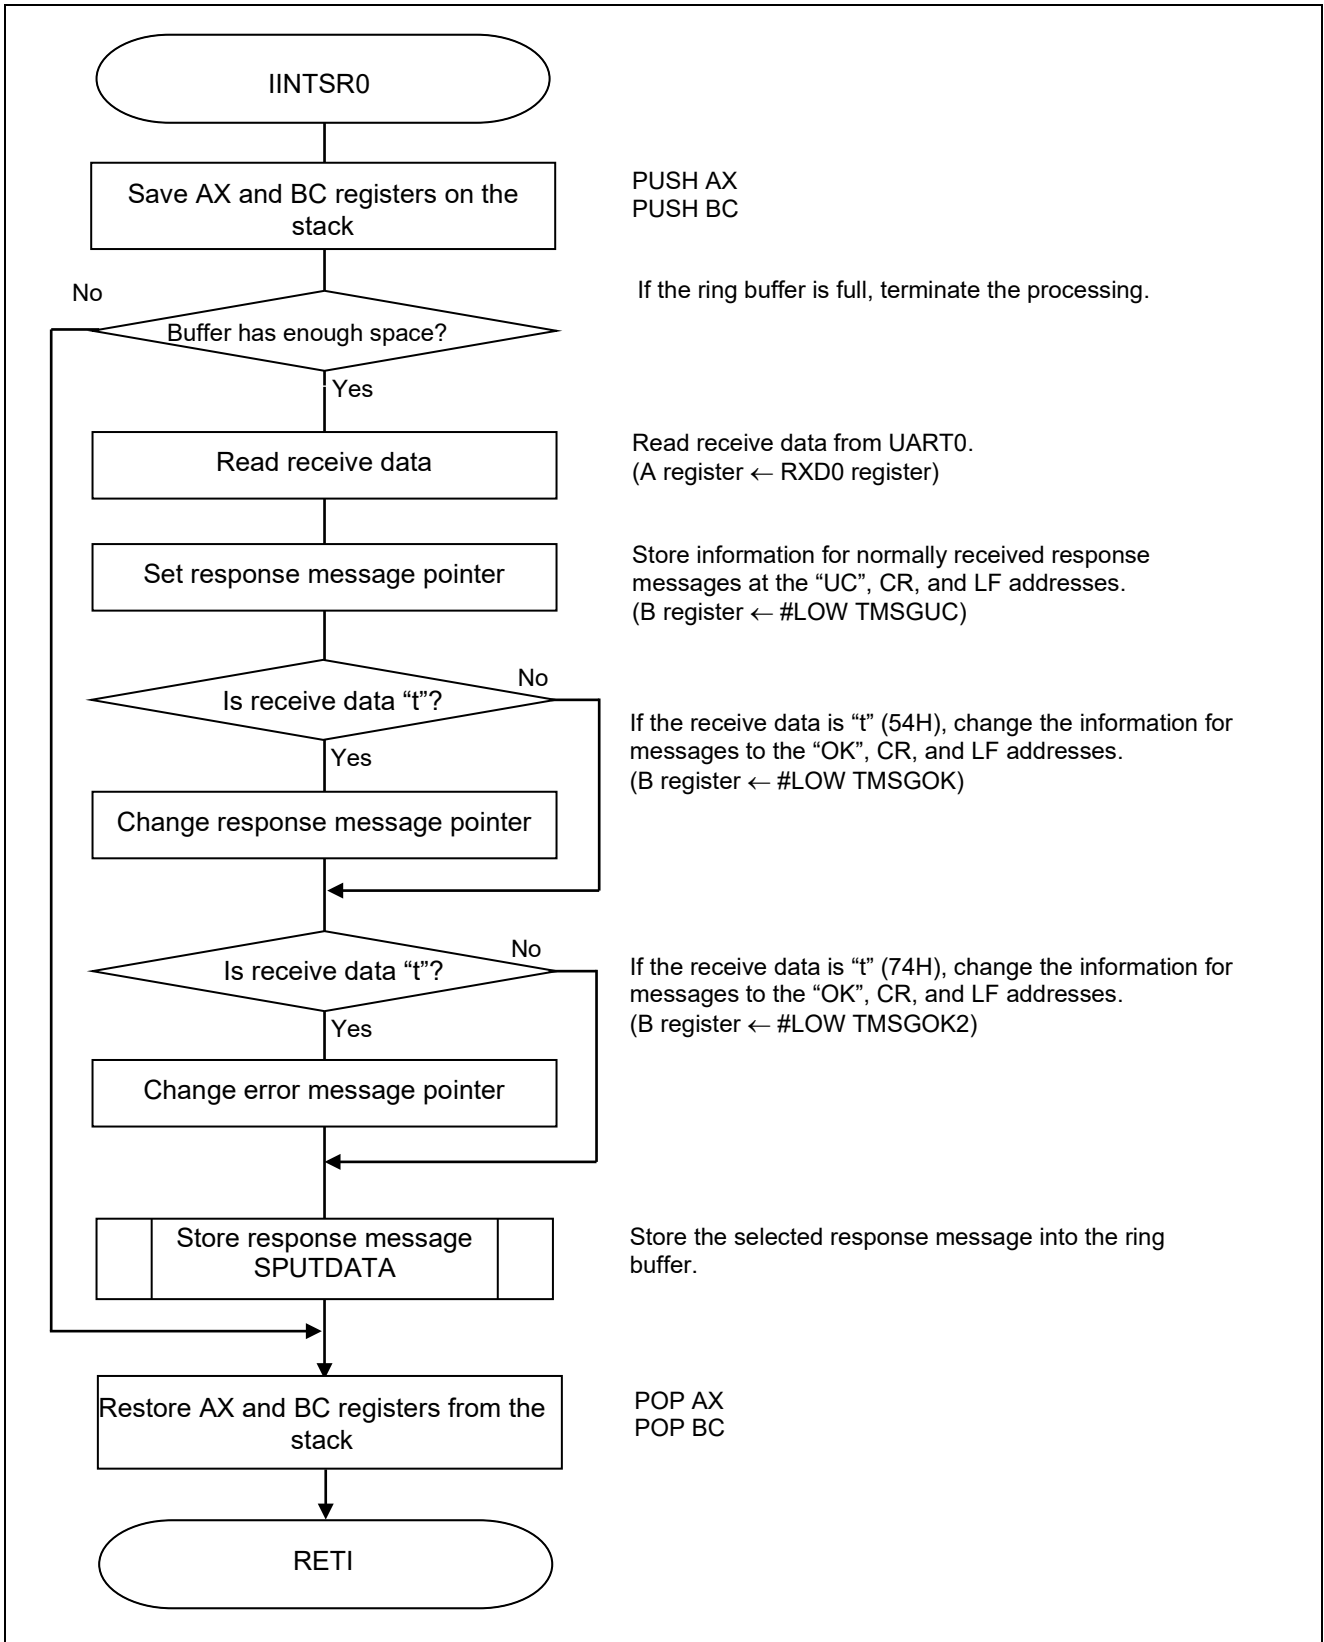 IINTSR0
Save AX and BC registers on the
stack
PUSH AX
PUSH BC
No
If the ring buffer is full, terminate the processing.
Buffer has enough space?
Yes
Read receive data
Read receive data from UART0.
(A register ← RXD0 register)
Set response message pointer
Store information for normally received response
messages at the “UC”, CR, and LF addresses.
(B register ← #LOW TMSGUC)
No
Is receive data “t”?
Yes
If the receive data is “t” (54H), change the information for
messages to the “OK”, CR, and LF addresses.
(B register ← #LOW TMSGOK)
Change response message pointer
No
Is receive data “t”?
Yes
If the receive data is “t” (74H), change the information for
messages to the “OK”, CR, and LF addresses.
(B register ← #LOW TMSGOK2)
Change error message pointer
Store response message
SPUTDATA
Store the selected response message into the ring
buffer.
Restore AX and BC registers from the
stack
POP AX
POP BC
RETI